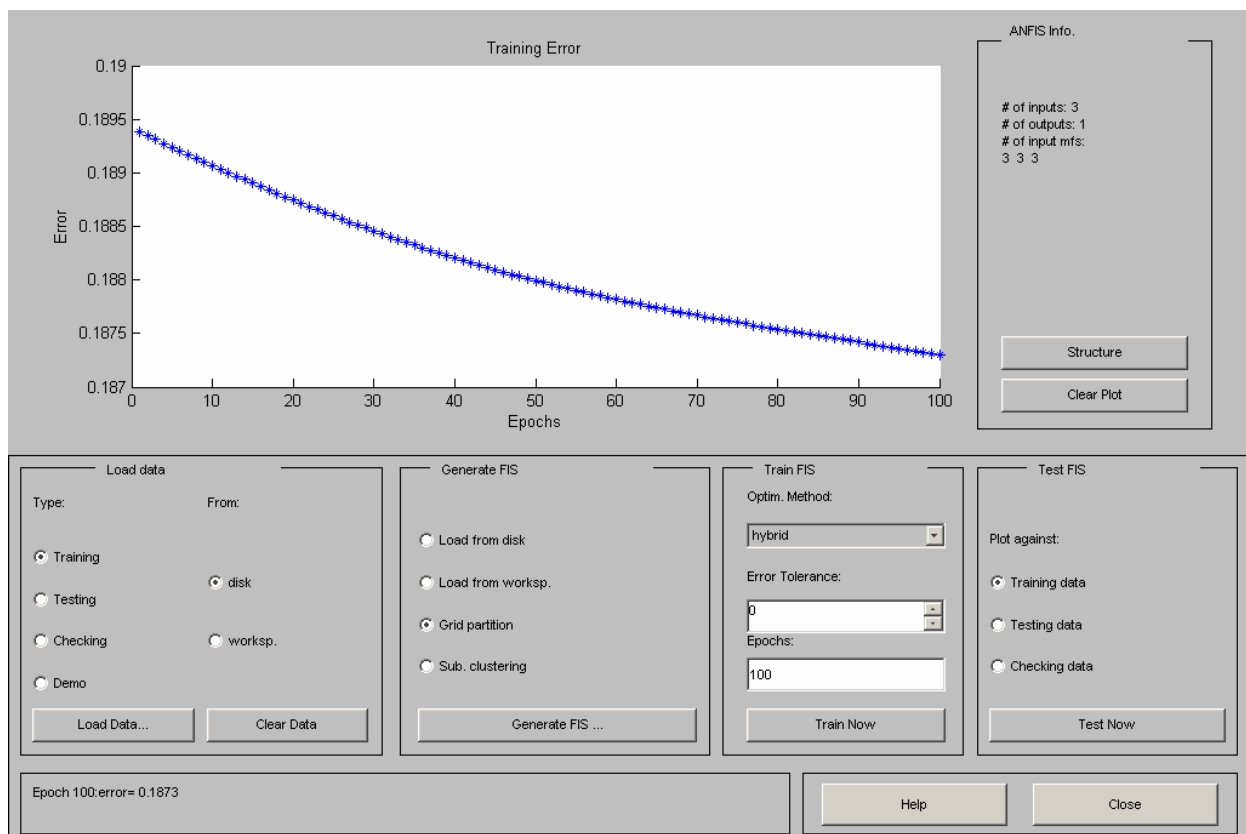 Training Error
Error
0.19
0.1895
0.189
0.1885
0.188
0.1875
0.187
0 10 20 30 40 50 60 70 80 90 100
Epochs
ANFIS Info.
# of inputs: 3
# of outputs: 1
# of input mfs:
3 3 3
Structure
Clear Plot
Load data
Type:
From:
Training
Testing
Checking
Demo
disk
worksp.
Load Data...
Clear Data
Generate FIS
Load from disk
Load from worksp.
Grid partition
Sub. clustering
Generate FIS ...
Train FIS
Optim. Method:
hybrid
Error Tolerance:
0
Epochs:
100
Train Now
Test FIS
Plot against:
Training data
Testing data
Checking data
Test Now
Epoch 100:error= 0.1873
Help
Close